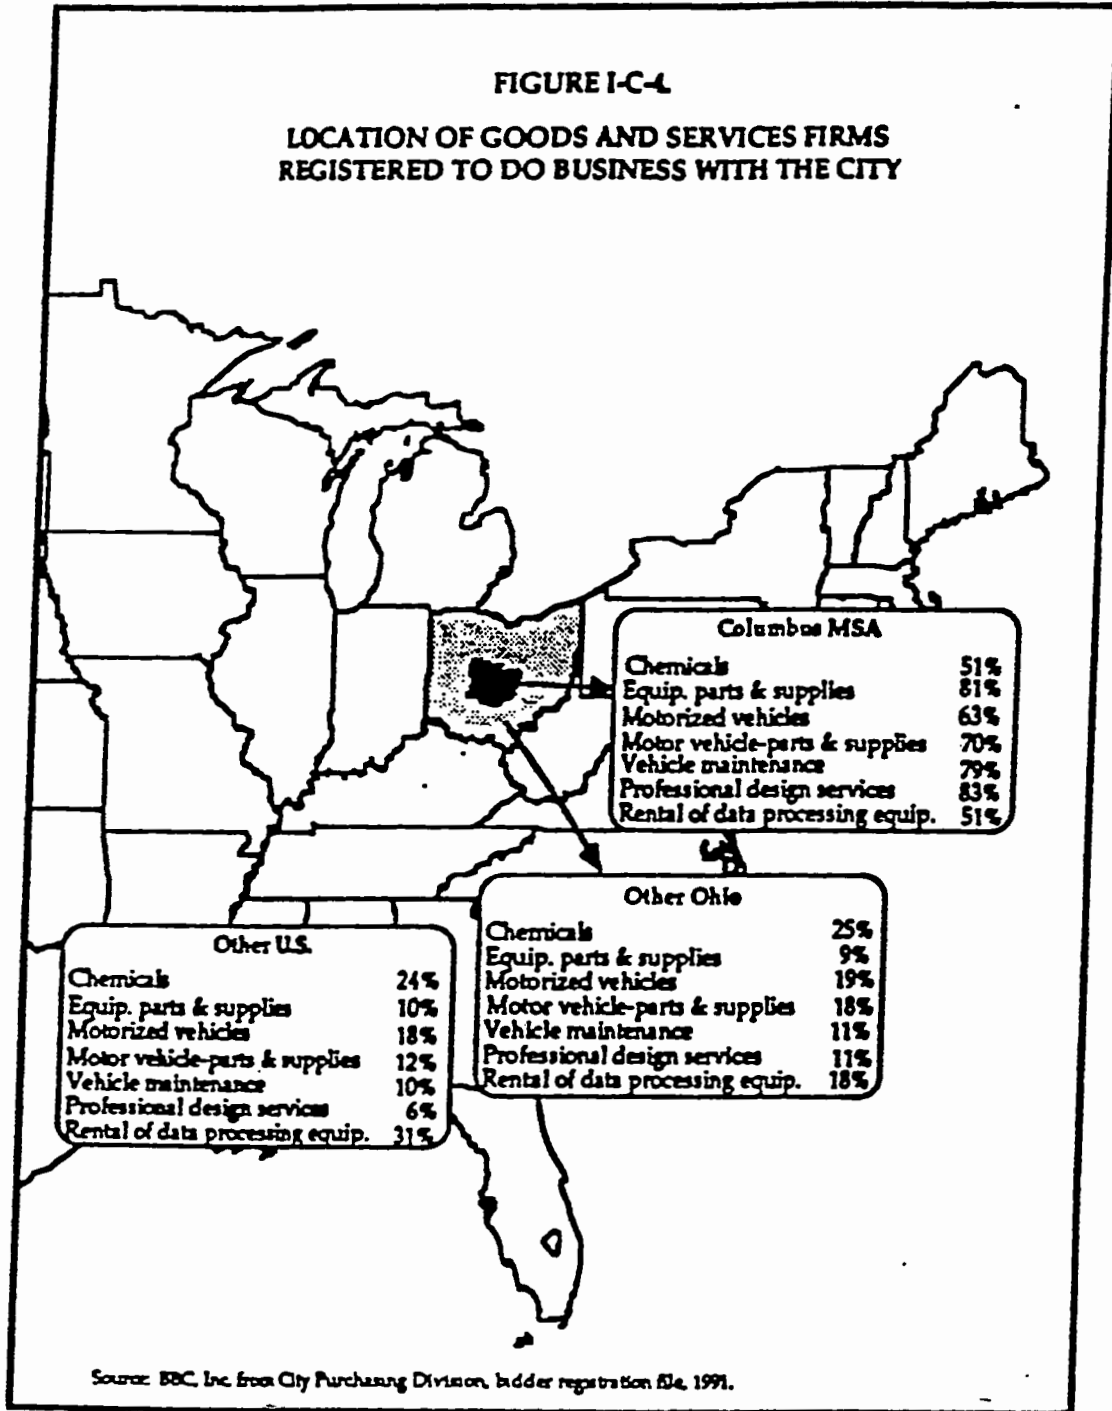 FIGURE I-C-4.
LOCATION OF GOODS AND SERVICES FIRMS
REGISTERED TO DO BUSINESS WITH THE CITY
Columbus MSA
Chemicals 51%
Equip. parts & supplies 81%
Motorized vehicles 63%
Motor vehicle-parts & supplies 70%
Vehicle maintenance 79%
Professional design services 83%
Rental of data processing equip. 51%
Other Ohio
Chemicals 25%
Equip. parts & supplies 9%
Motorized vehicles 19%
Motor vehicle-parts & supplies 18%
Vehicle maintenance 11%
Professional design services 11%
Rental of data processing equip. 18%
Other U.S.
Chemicals 24%
Equip. parts & supplies 10%
Motorized vehicles 18%
Motor vehicle-parts & supplies 12%
Vehicle maintenance 10%
Professional design services 6%
Rental of data processing equip. 31%
Source: BBC, Inc. from City Purchasing Division, bidder registration file, 1991.